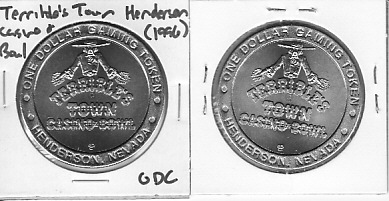 Terrible's Town Henderson
Casino & (1996)
Bowl
ONE DOLLAR GAMING TOKEN
TERRIBLE'S
TOWN
CASINO & BOWL
HENDERSON, NEVADA
GDC
ONE DOLLAR GAMING TOKEN
TERRIBLE'S
TOWN
CASINO & BOWL
HENDERSON, NEVADA